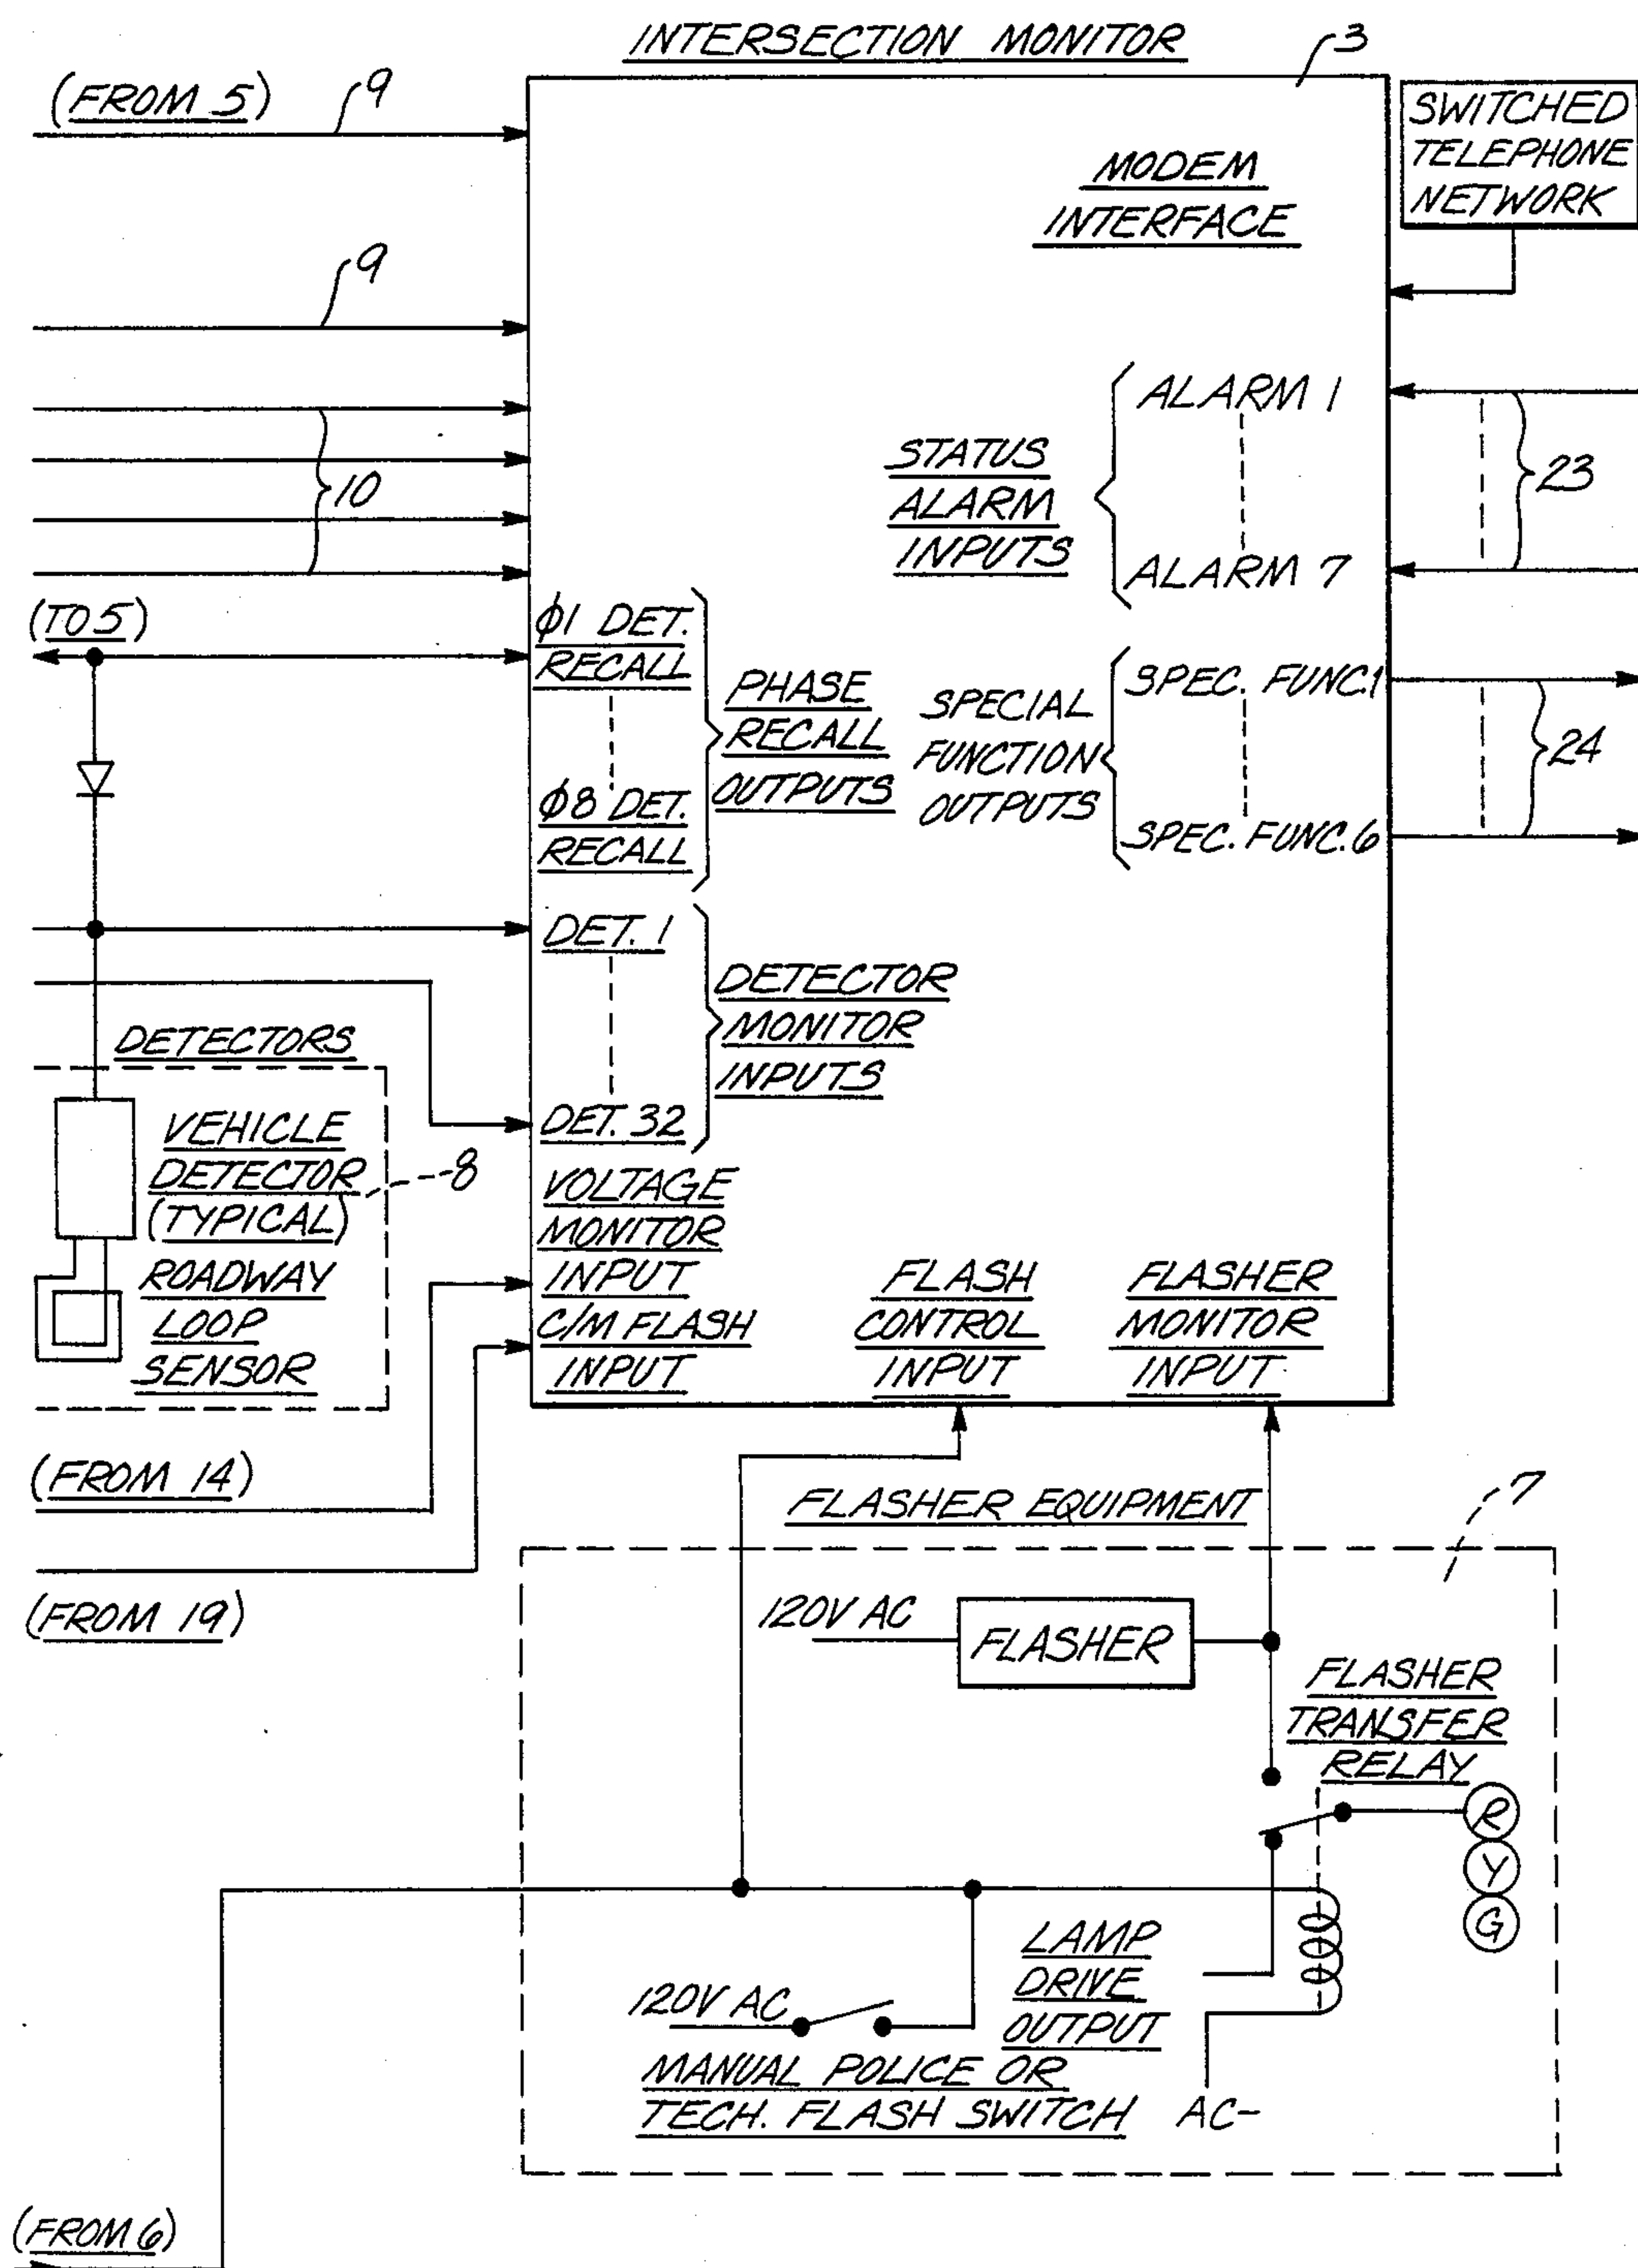 INTERSECTION MONITOR
3
(FROM 5)
9
SWITCHED
TELEPHONE
NETWORK
MODEM
INTERFACE
9
10
STATUS
ALARM
INPUTS
ALARM 1
ALARM 7
23
(TO 5)
φ1 DET.
RECALL
φ8 DET.
RECALL
PHASE
RECALL
OUTPUTS
SPECIAL
FUNCTION
OUTPUTS
SPEC. FUNC.1
SPEC. FUNC.6
24
DET. 1
DET. 32
DETECTOR
MONITOR
INPUTS
DETECTORS
VEHICLE
DETECTOR
(TYPICAL)
8
ROADWAY
LOOP
SENSOR
VOLTAGE
MONITOR
INPUT
C/M FLASH
INPUT
FLASH
CONTROL
INPUT
FLASHER
MONITOR
INPUT
(FROM 14)
(FROM 19)
FLASHER EQUIPMENT
7
120V AC
FLASHER
FLASHER
TRANSFER
RELAY
R
Y
G
LAMP
DRIVE
OUTPUT
120V AC
MANUAL POLICE OR
TECH. FLASH SWITCH
AC-
(FROM 6)